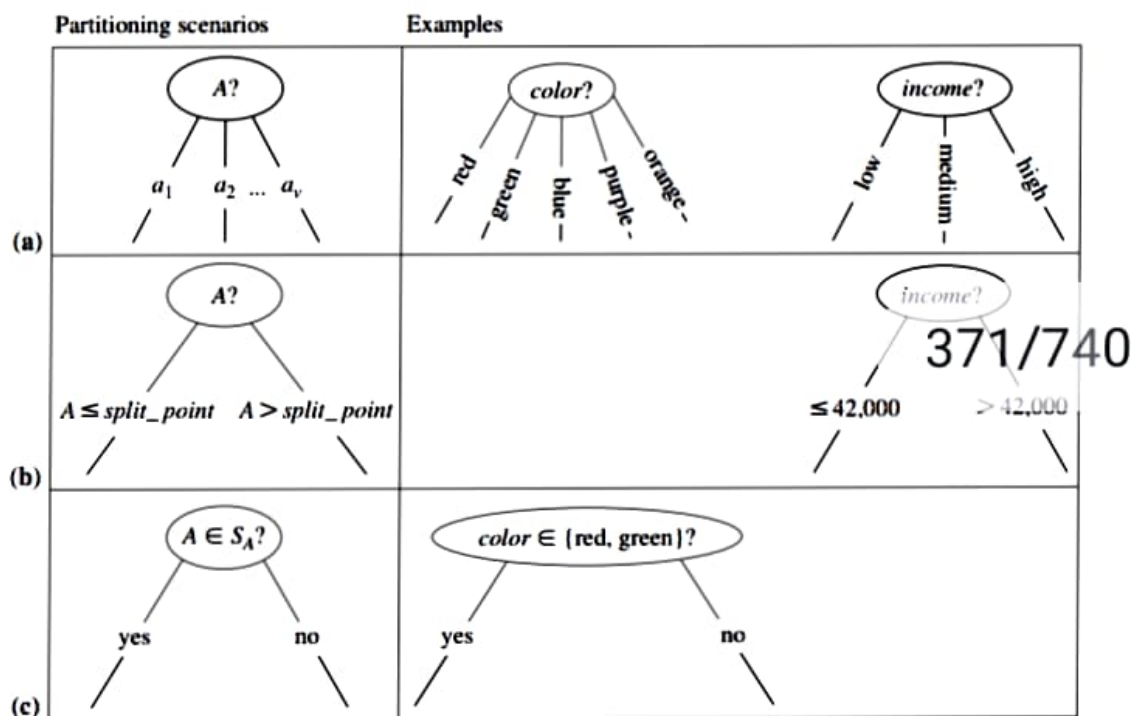 Partitioning scenarios Examples
A? color? income?
red green blue purple orange low medium high
a1 a2 ... av
(a)
A? income?
371/740
A ≤ split_point A > split_point ≤ 42,000 > 42,000
(b)
A ∈ SA? color ∈ {red, green}?
yes no yes no
(c)